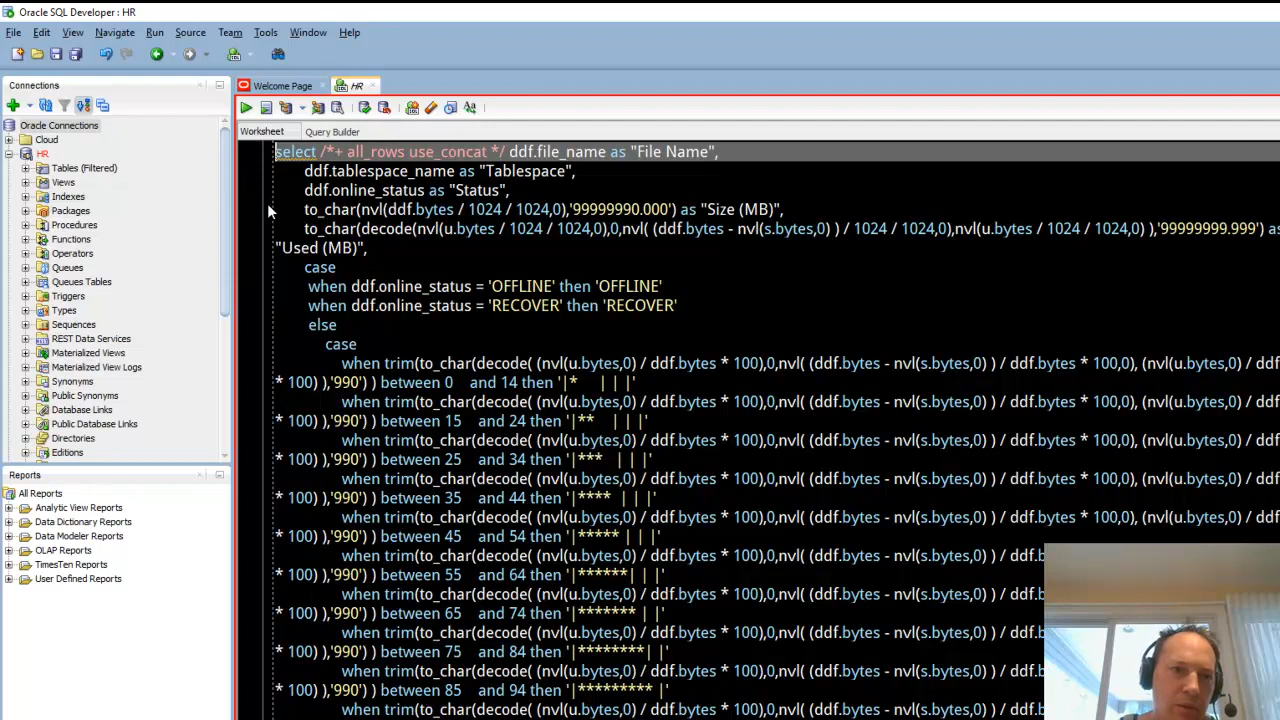 Oracle SQL Developer : HR
File Edit View Navigate Run Source Team Tools Window Help
Connections
Oracle Connections
Cloud
HR
Tables (Filtered)
Views
Indexes
Packages
Procedures
Functions
Operators
Queues
Queues Tables
Triggers
Types
Sequences
REST Data Services
Materialized Views
Materialized View Logs
Synonyms
Public Synonyms
Database Links
Public Database Links
Directories
Editions
Reports
All Reports
Analytic View Reports
Data Dictionary Reports
Data Modeler Reports
OLAP Reports
TimesTen Reports
User Defined Reports
Welcome Page HR
Worksheet Query Builder
select /*+ all_rows use_concat */ ddf.file_name as "File Name",
ddf.tablespace_name as "Tablespace",
ddf.online_status as "Status",
to_char(nvl(ddf.bytes / 1024 / 1024,0),'99999990.000') as "Size (MB)",
to_char(decode(nvl(u.bytes / 1024 / 1024,0),0,nvl( (ddf.bytes - nvl(s.bytes,0) ) / 1024 / 1024,0),nvl(u.bytes / 1024 / 1024,0) ),'99999999.999') as
"Used (MB)",
case
when ddf.online_status = 'OFFLINE' then 'OFFLINE'
when ddf.online_status = 'RECOVER' then 'RECOVER'
else
case
when trim(to_char(decode( (nvl(u.bytes,0) / ddf.bytes * 100),0,nvl( (ddf.bytes - nvl(s.bytes,0) ) / ddf.bytes * 100,0), (nvl(u.bytes,0) / ddf.bytes
* 100) ),'990') ) between 0 and 14 then '|* | | |'
when trim(to_char(decode( (nvl(u.bytes,0) / ddf.bytes * 100),0,nvl( (ddf.bytes - nvl(s.bytes,0) ) / ddf.bytes * 100,0), (nvl(u.bytes,0) / ddf.bytes
* 100) ),'990') ) between 15 and 24 then '|** | | |'
when trim(to_char(decode( (nvl(u.bytes,0) / ddf.bytes * 100),0,nvl( (ddf.bytes - nvl(s.bytes,0) ) / ddf.bytes * 100,0), (nvl(u.bytes,0) / ddf.bytes
* 100) ),'990') ) between 25 and 34 then '|*** | | |'
when trim(to_char(decode( (nvl(u.bytes,0) / ddf.bytes * 100),0,nvl( (ddf.bytes - nvl(s.bytes,0) ) / ddf.bytes * 100,0), (nvl(u.bytes,0) / ddf.bytes
* 100) ),'990') ) between 35 and 44 then '|**** | | |'
when trim(to_char(decode( (nvl(u.bytes,0) / ddf.bytes * 100),0,nvl( (ddf.bytes - nvl(s.bytes,0) ) / ddf.bytes * 100,0), (nvl(u.bytes,0) / ddf.bytes
* 100) ),'990') ) between 45 and 54 then '|***** | | |'
when trim(to_char(decode( (nvl(u.bytes,0) / ddf.bytes * 100),0,nvl( (ddf.bytes - nvl(s.bytes,0) ) / ddf.b
* 100) ),'990') ) between 55 and 64 then '|******| | |'
when trim(to_char(decode( (nvl(u.bytes,0) / ddf.bytes * 100),0,nvl( (ddf.bytes - nvl(s.bytes,0) ) / ddf.b
* 100) ),'990') ) between 65 and 74 then '|******* | |'
when trim(to_char(decode( (nvl(u.bytes,0) / ddf.bytes * 100),0,nvl( (ddf.bytes - nvl(s.bytes,0) ) / ddf.b
* 100) ),'990') ) between 75 and 84 then '|********| |'
when trim(to_char(decode( (nvl(u.bytes,0) / ddf.bytes * 100),0,nvl( (ddf.bytes - nvl(s.bytes,0) ) / ddf.b
* 100) ),'990') ) between 85 and 94 then '|********* |'
when trim(to_char(decode( (nvl(u.bytes,0) / ddf.bytes * 100),0,nvl( (ddf.bytes - nvl(s.bytes,0) ) / ddf.b